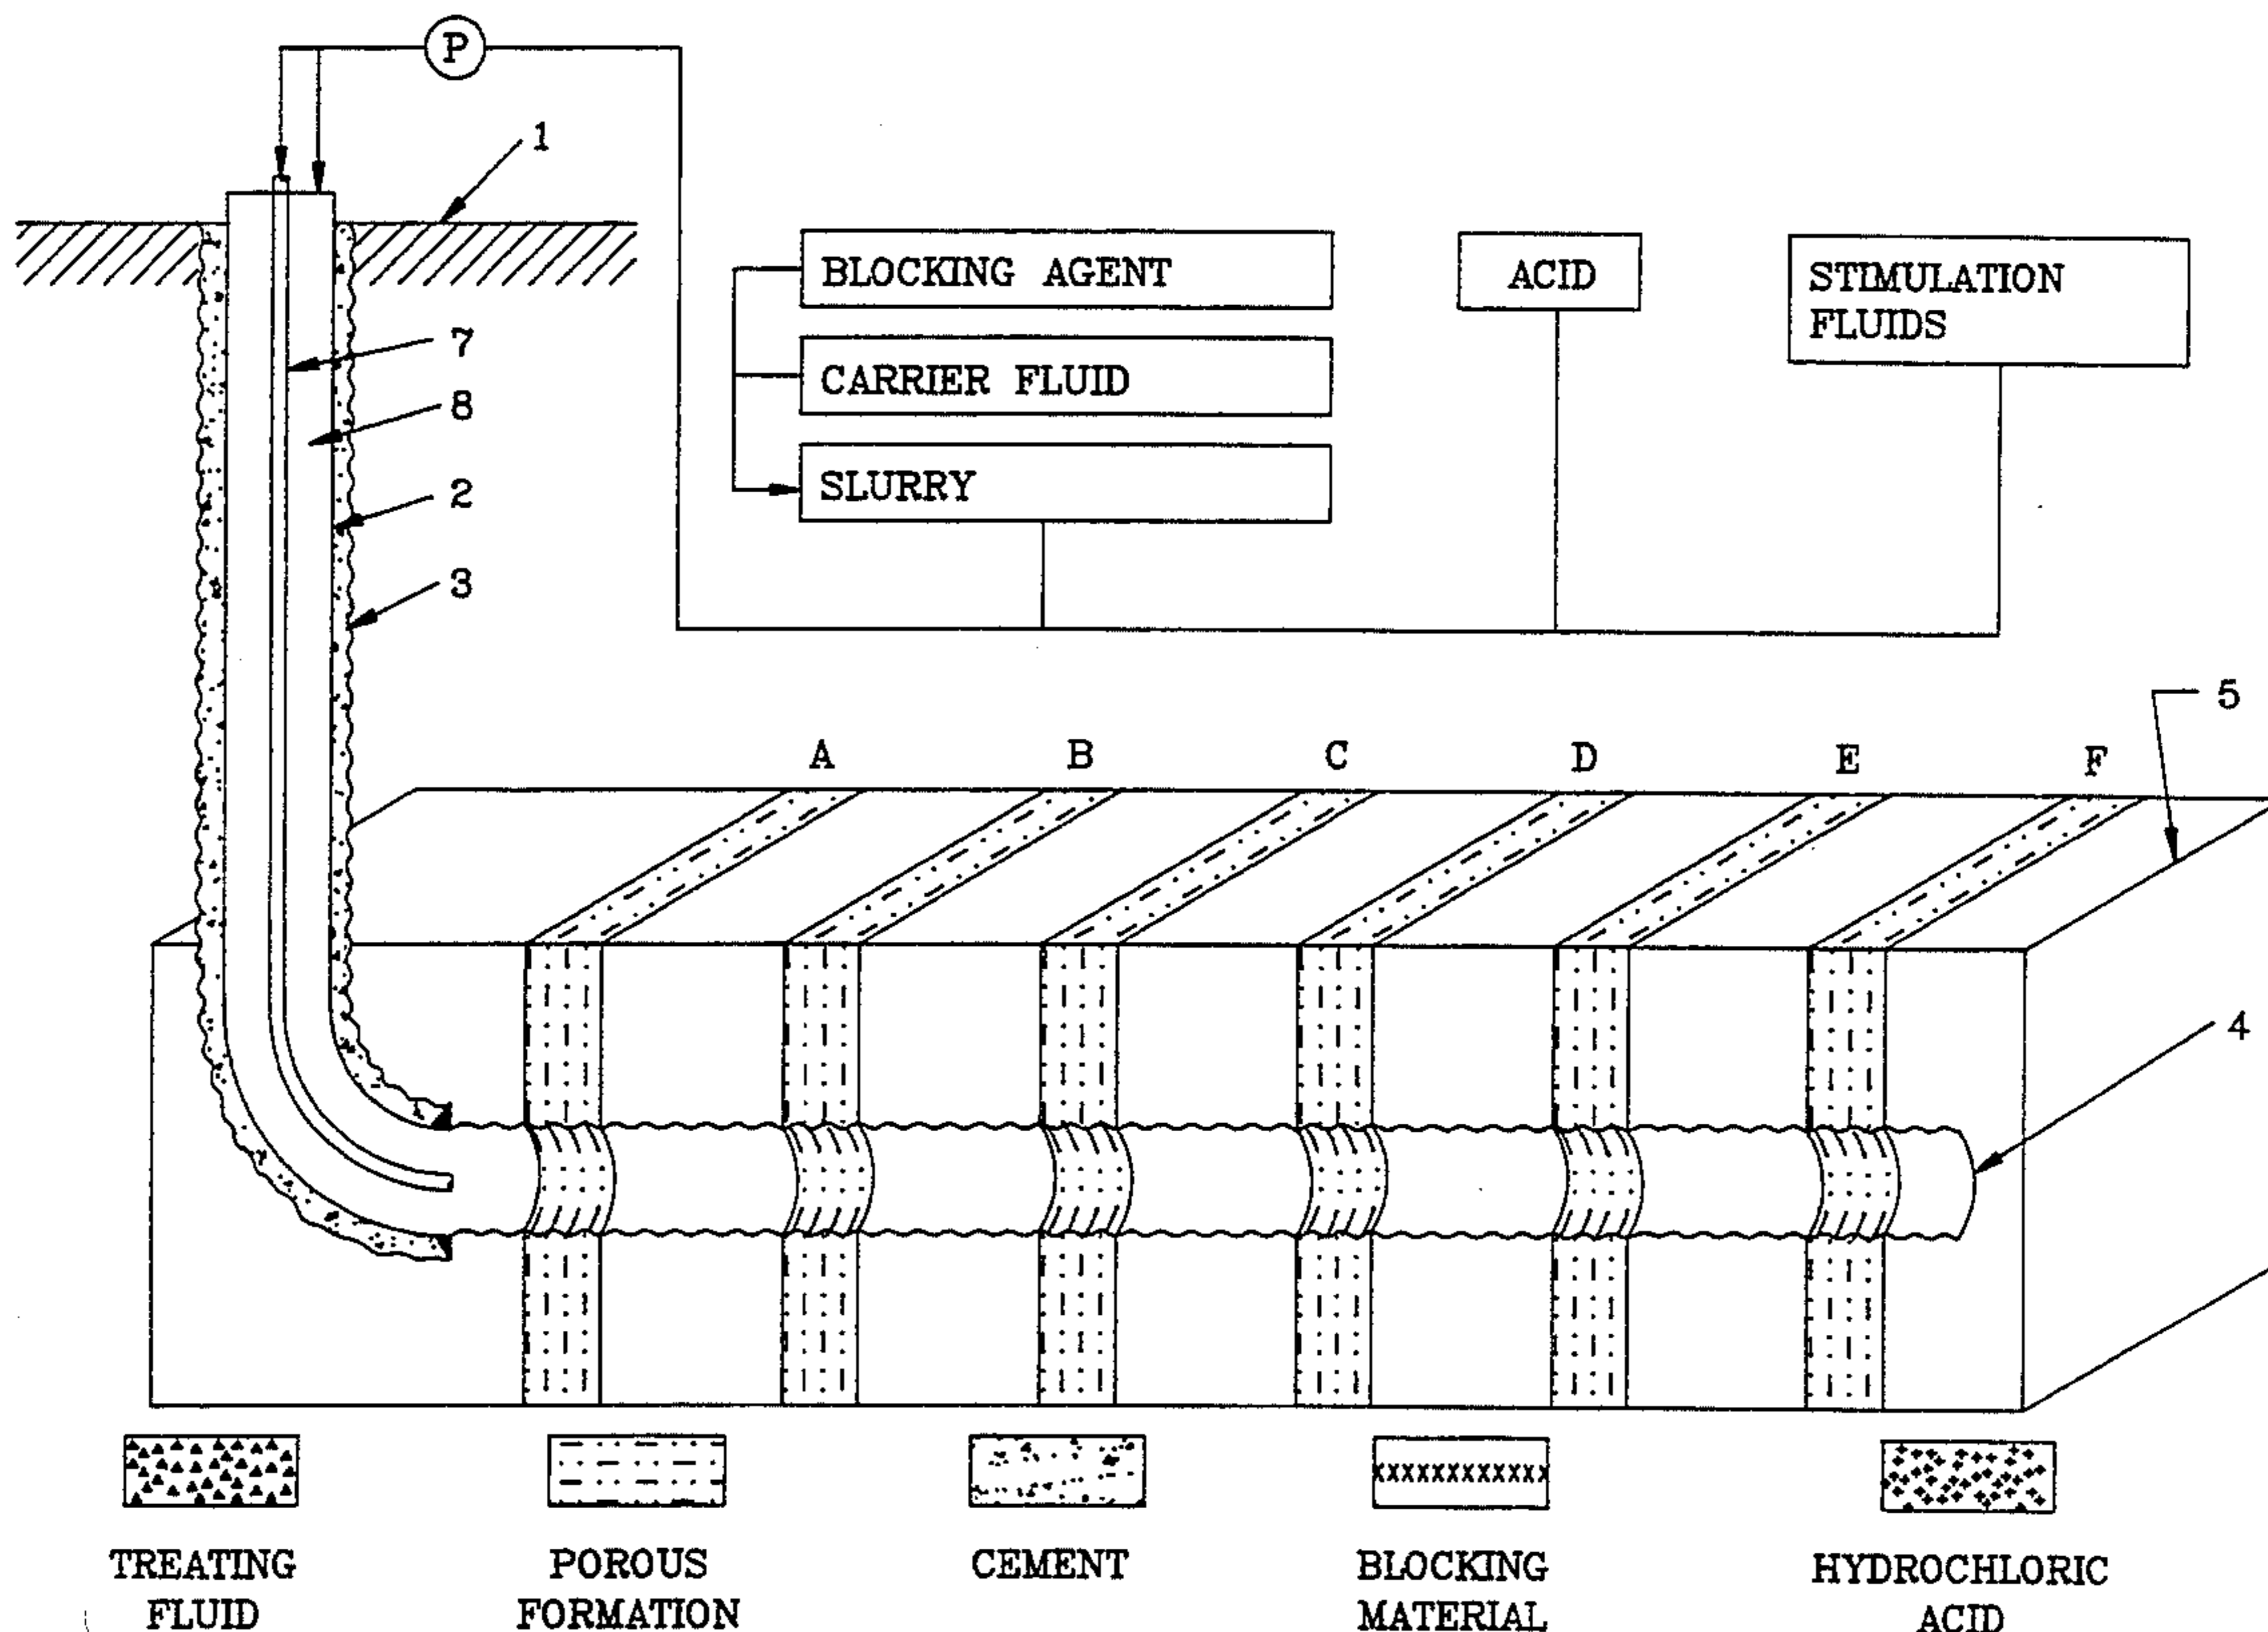 P
1
BLOCKING AGENT
CARRIER FLUID
SLURRY
ACID
STIMULATION
FLUIDS
7
8
2
3
5
A B C D E F
4
TREATING
FLUID
POROUS
FORMATION
CEMENT
BLOCKING
MATERIAL
HYDROCHLORIC
ACID